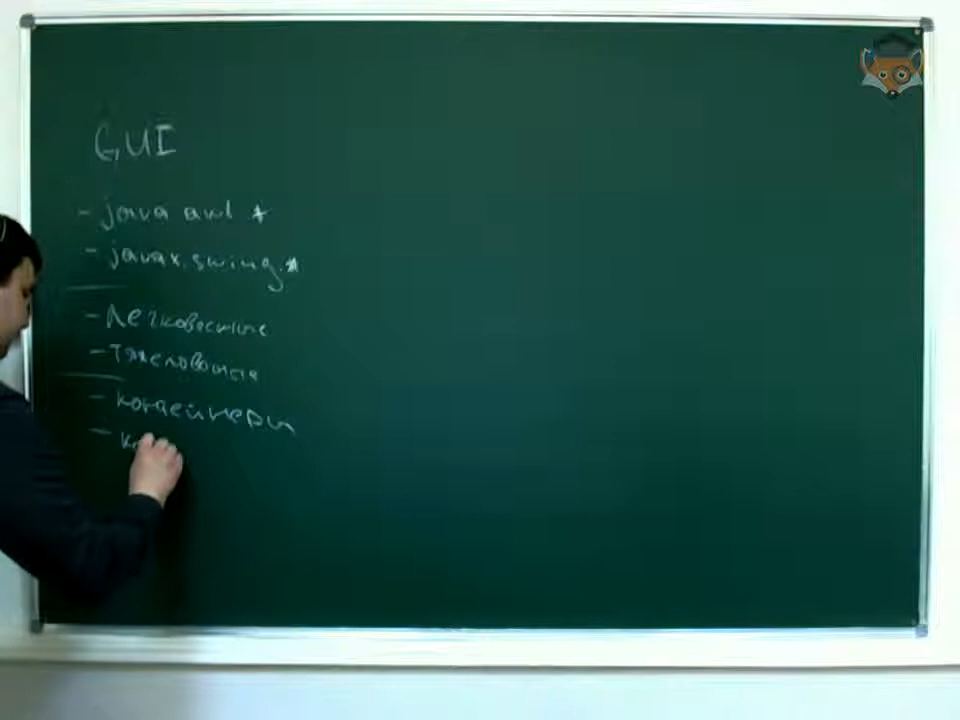 GUI
- java awt *
- javax.swing.*
- Легковесные
- Тяжеловесные
- контейнеры
- к